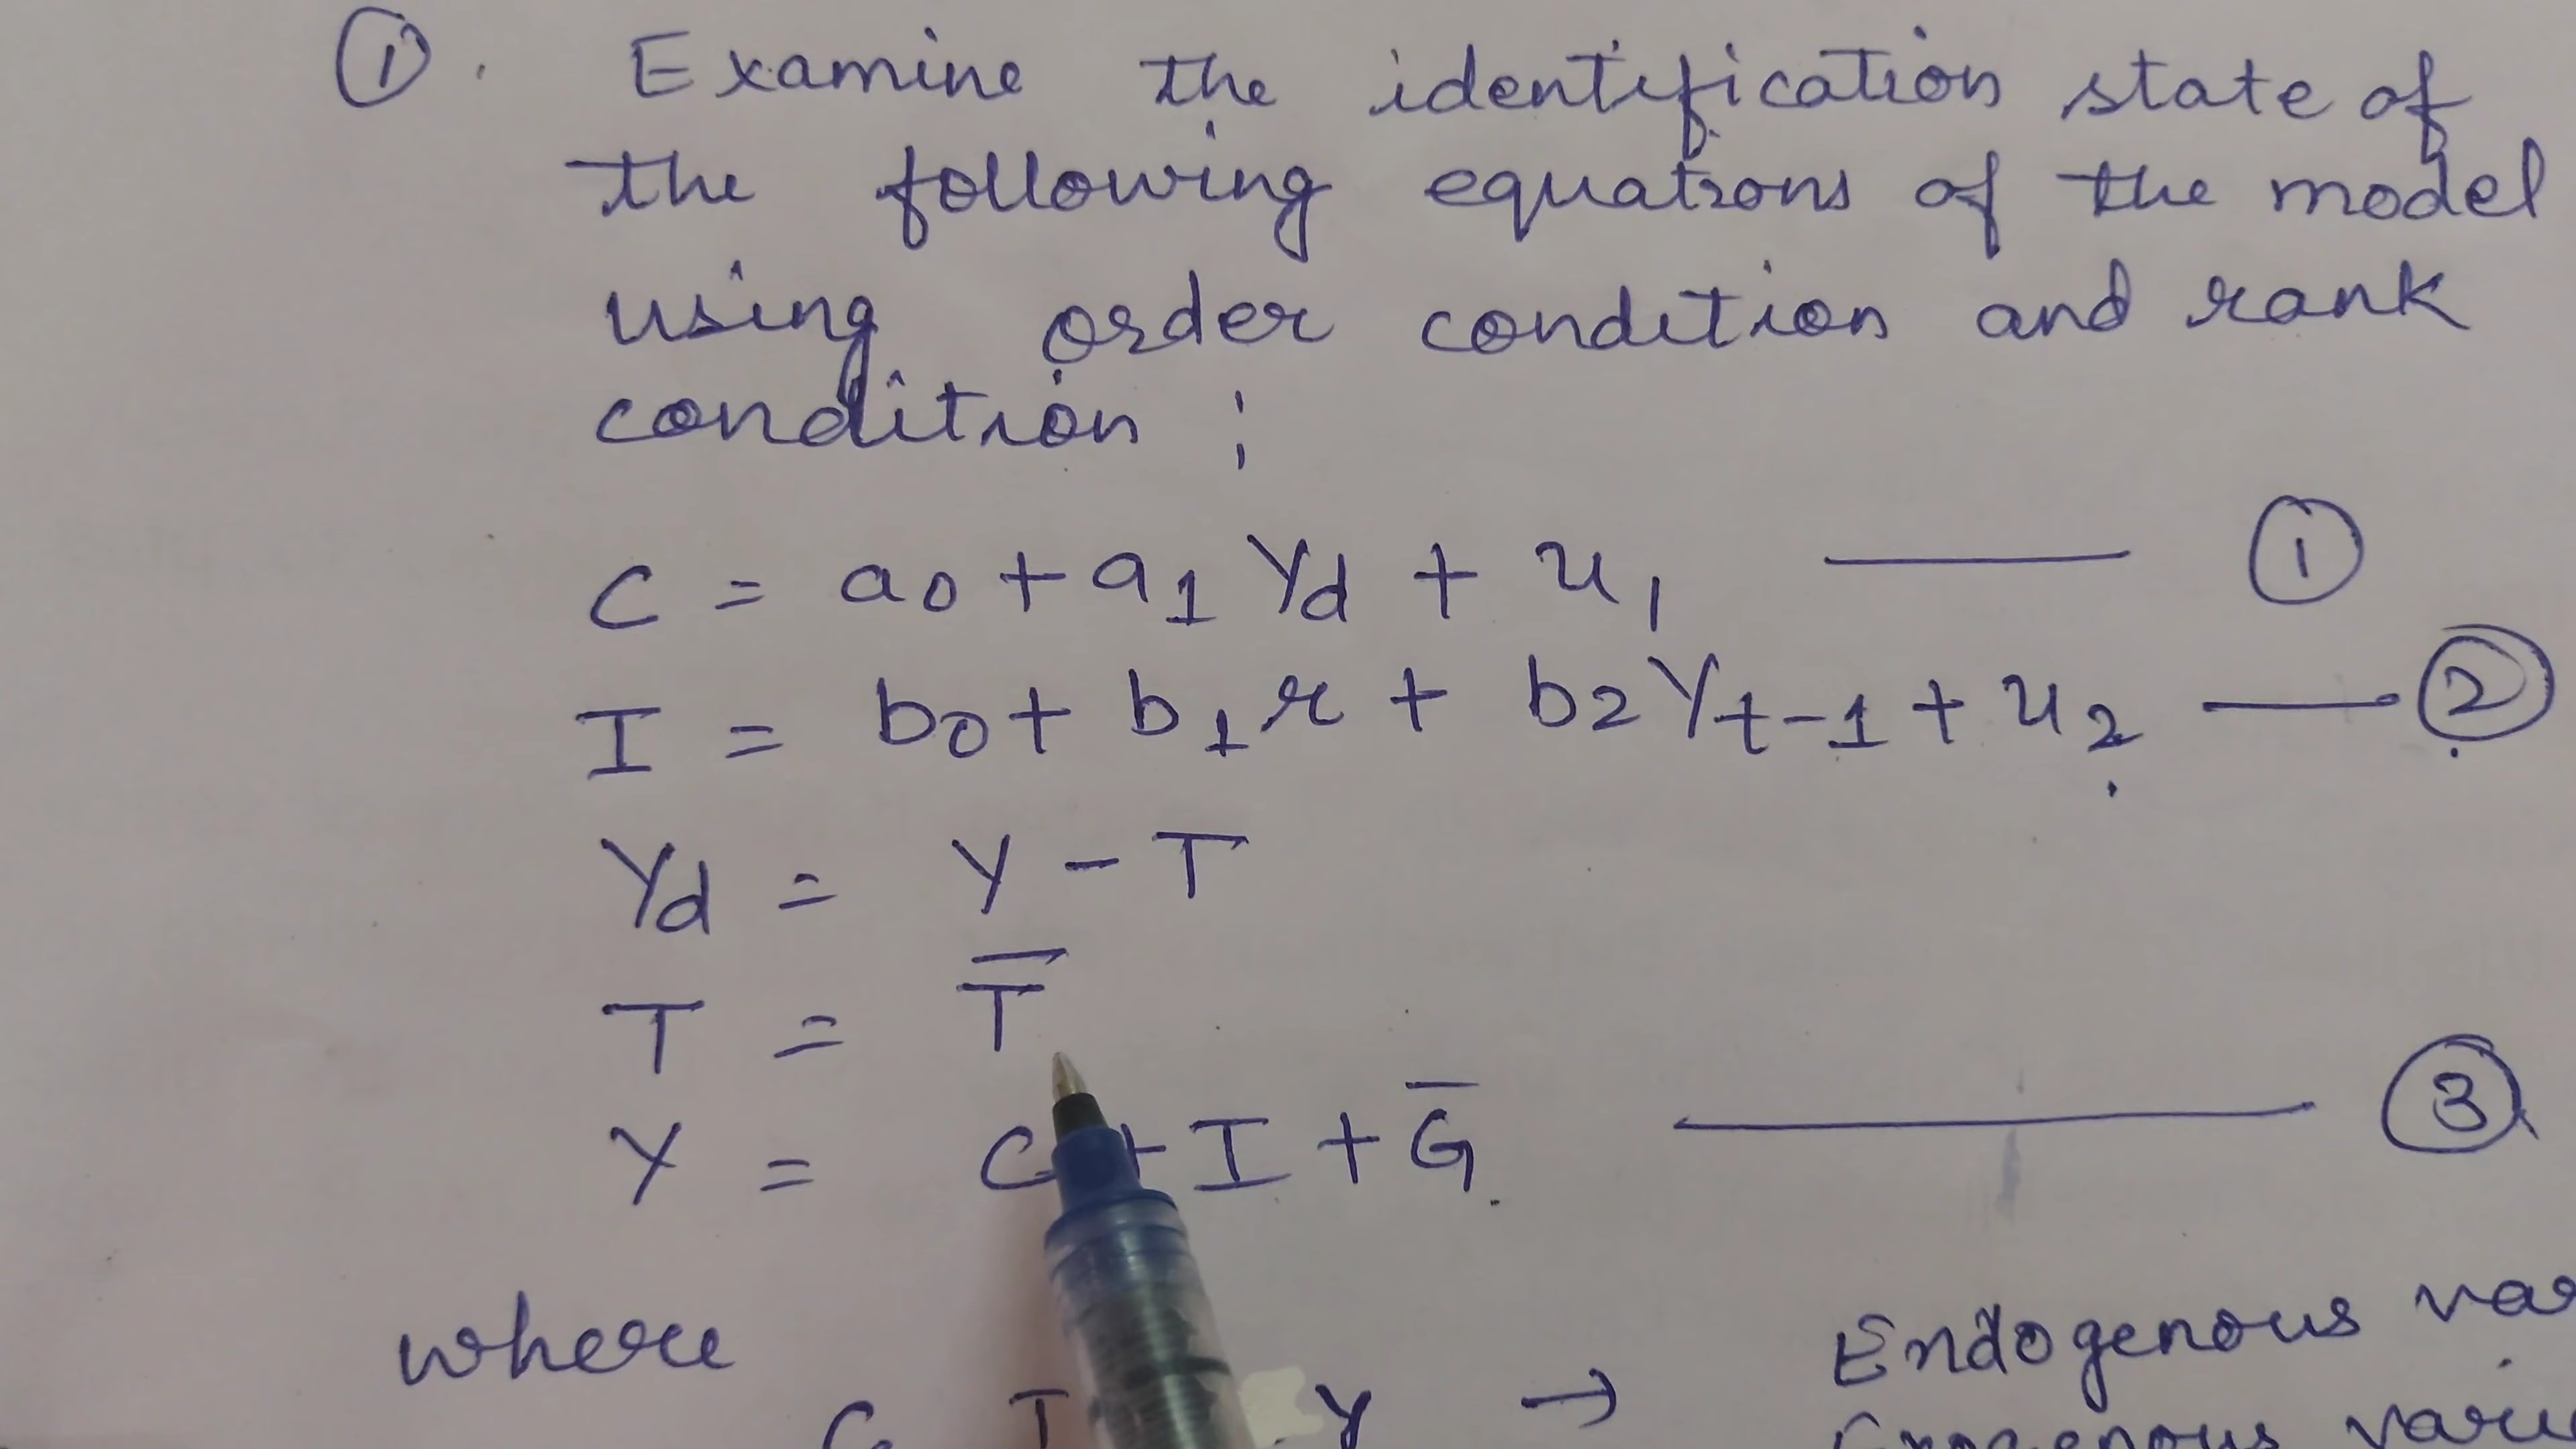 ① . Examine the identification state of
the following equations of the model
using order condition and rank
condition :
C = a₀ + a₁ Yd + u₁ —— ①
I = b₀ + b₁ r + b₂ Yt-1 + u₂ —— ②
Yd = Y - T
T = T̅
Y = C + I + G̅ —— ③
where
C I Y → Endogenous